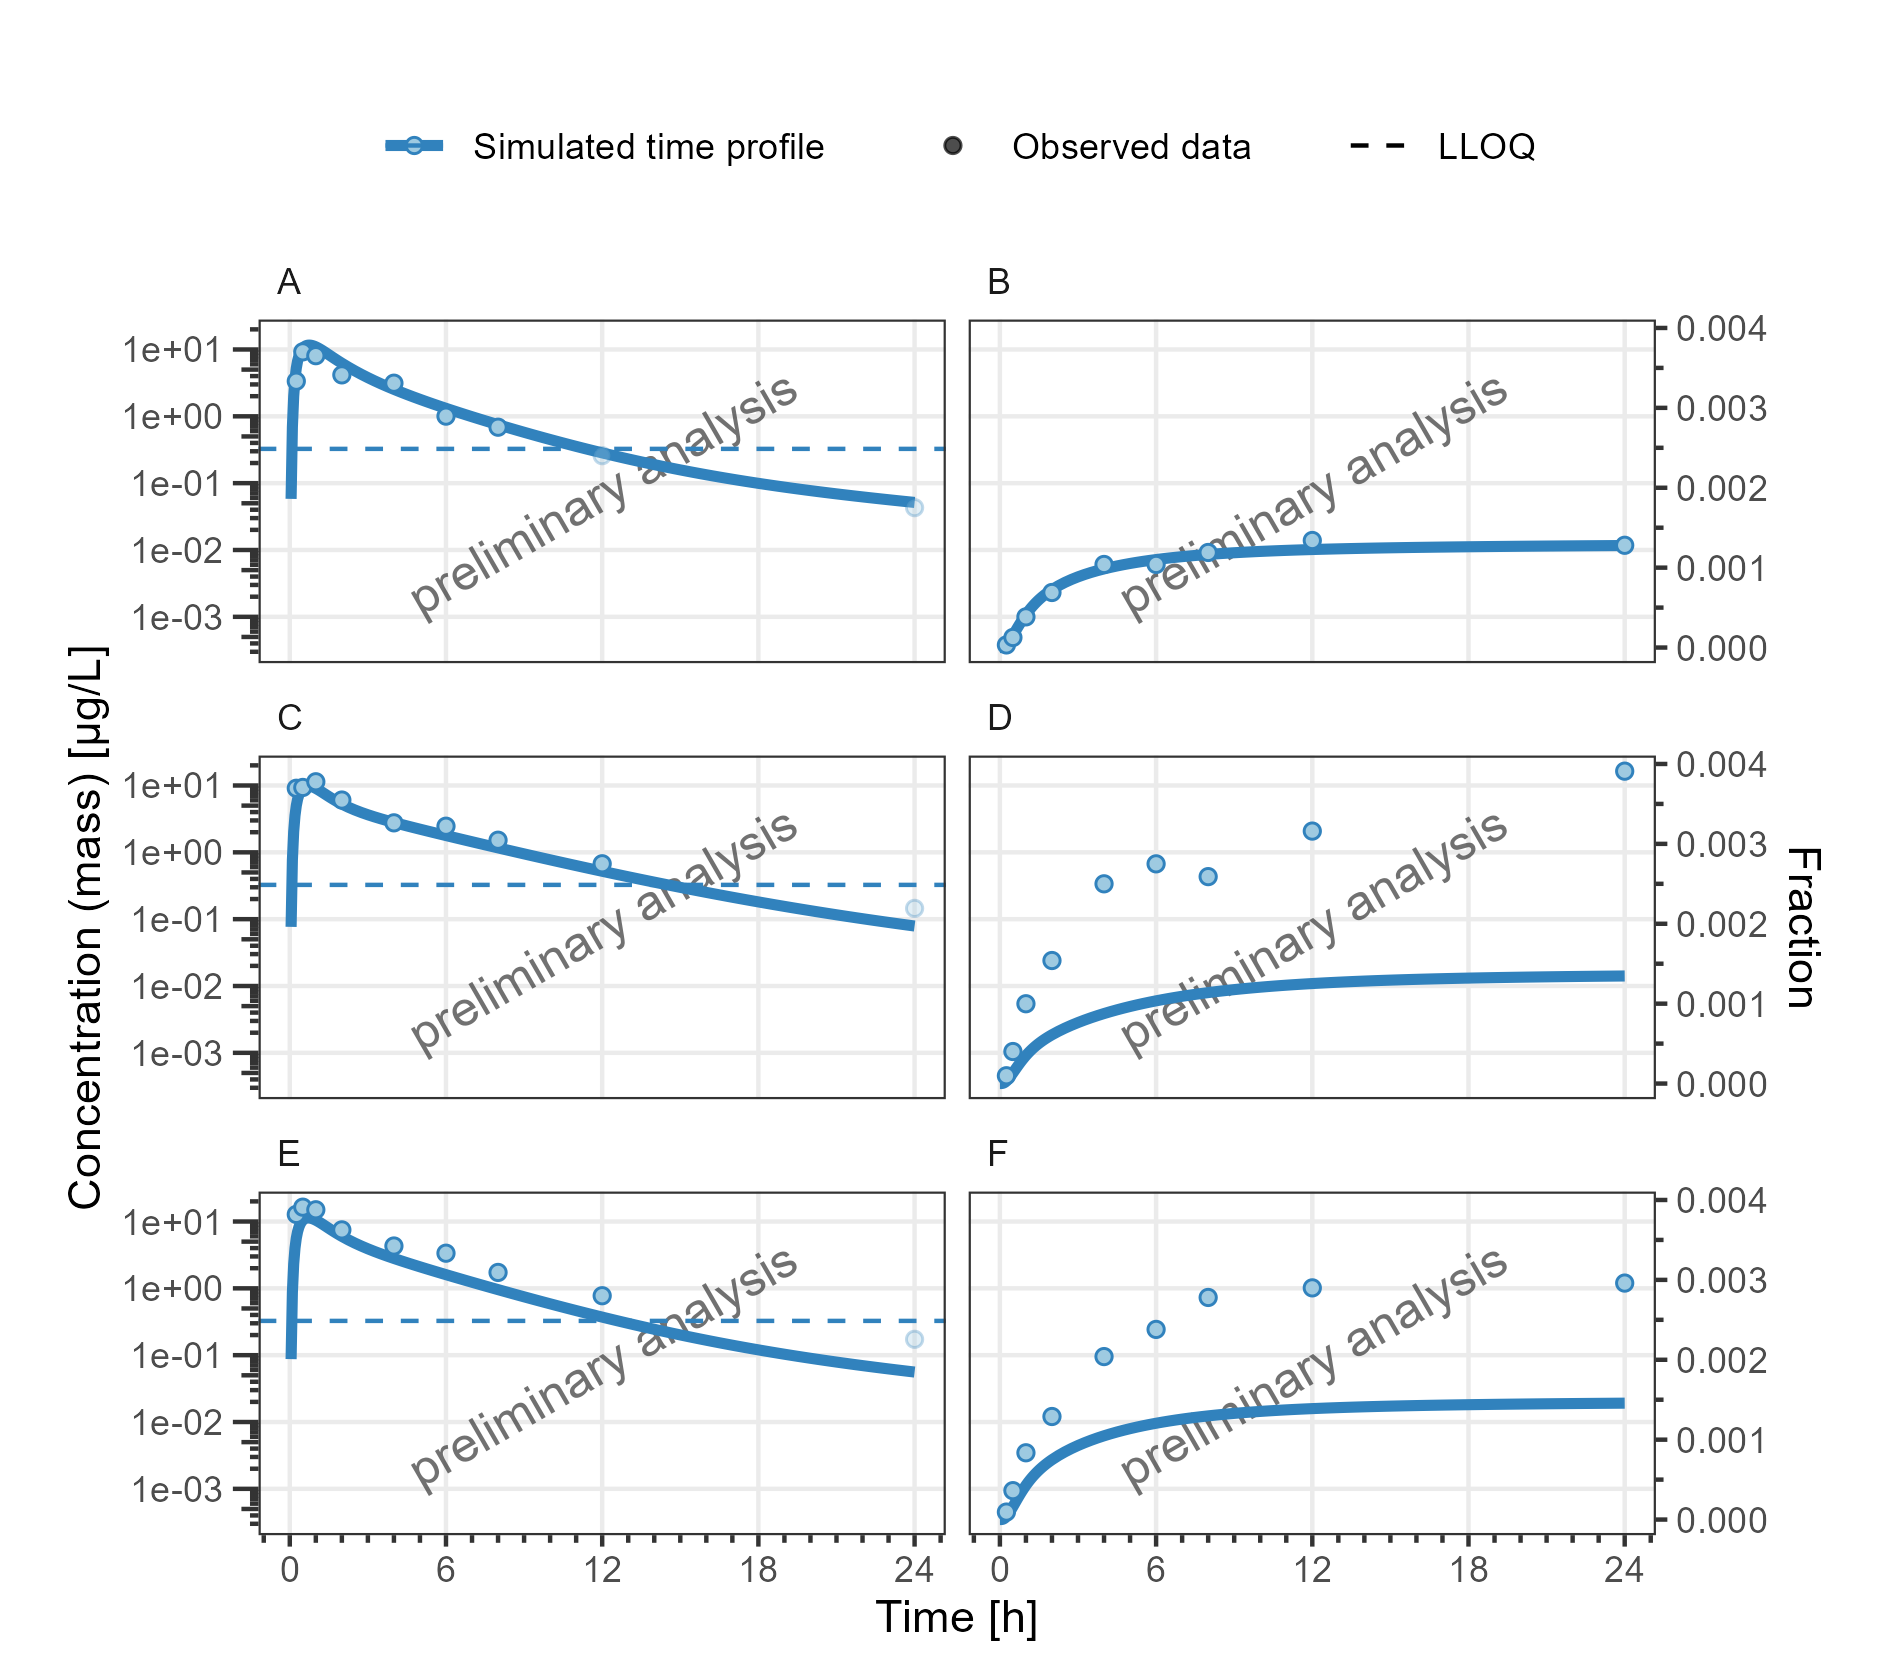 Simulated time profile Observed data LLOQ
A B
1e+01
1e+00
1e-01
1e-02
1e-03
preliminary analysis
preliminary analysis
0.004
0.003
0.002
0.001
0.000
C D
1e+01
1e+00
1e-01
1e-02
1e-03
preliminary analysis
preliminary analysis
0.004
0.003
0.002
0.001
0.000
E F
1e+01
1e+00
1e-01
1e-02
1e-03
preliminary analysis
preliminary analysis
0.004
0.003
0.002
0.001
0.000
0 6 12 18 24 0 6 12 18 24
Time [h]
Concentration (mass) [µg/L]
Fraction